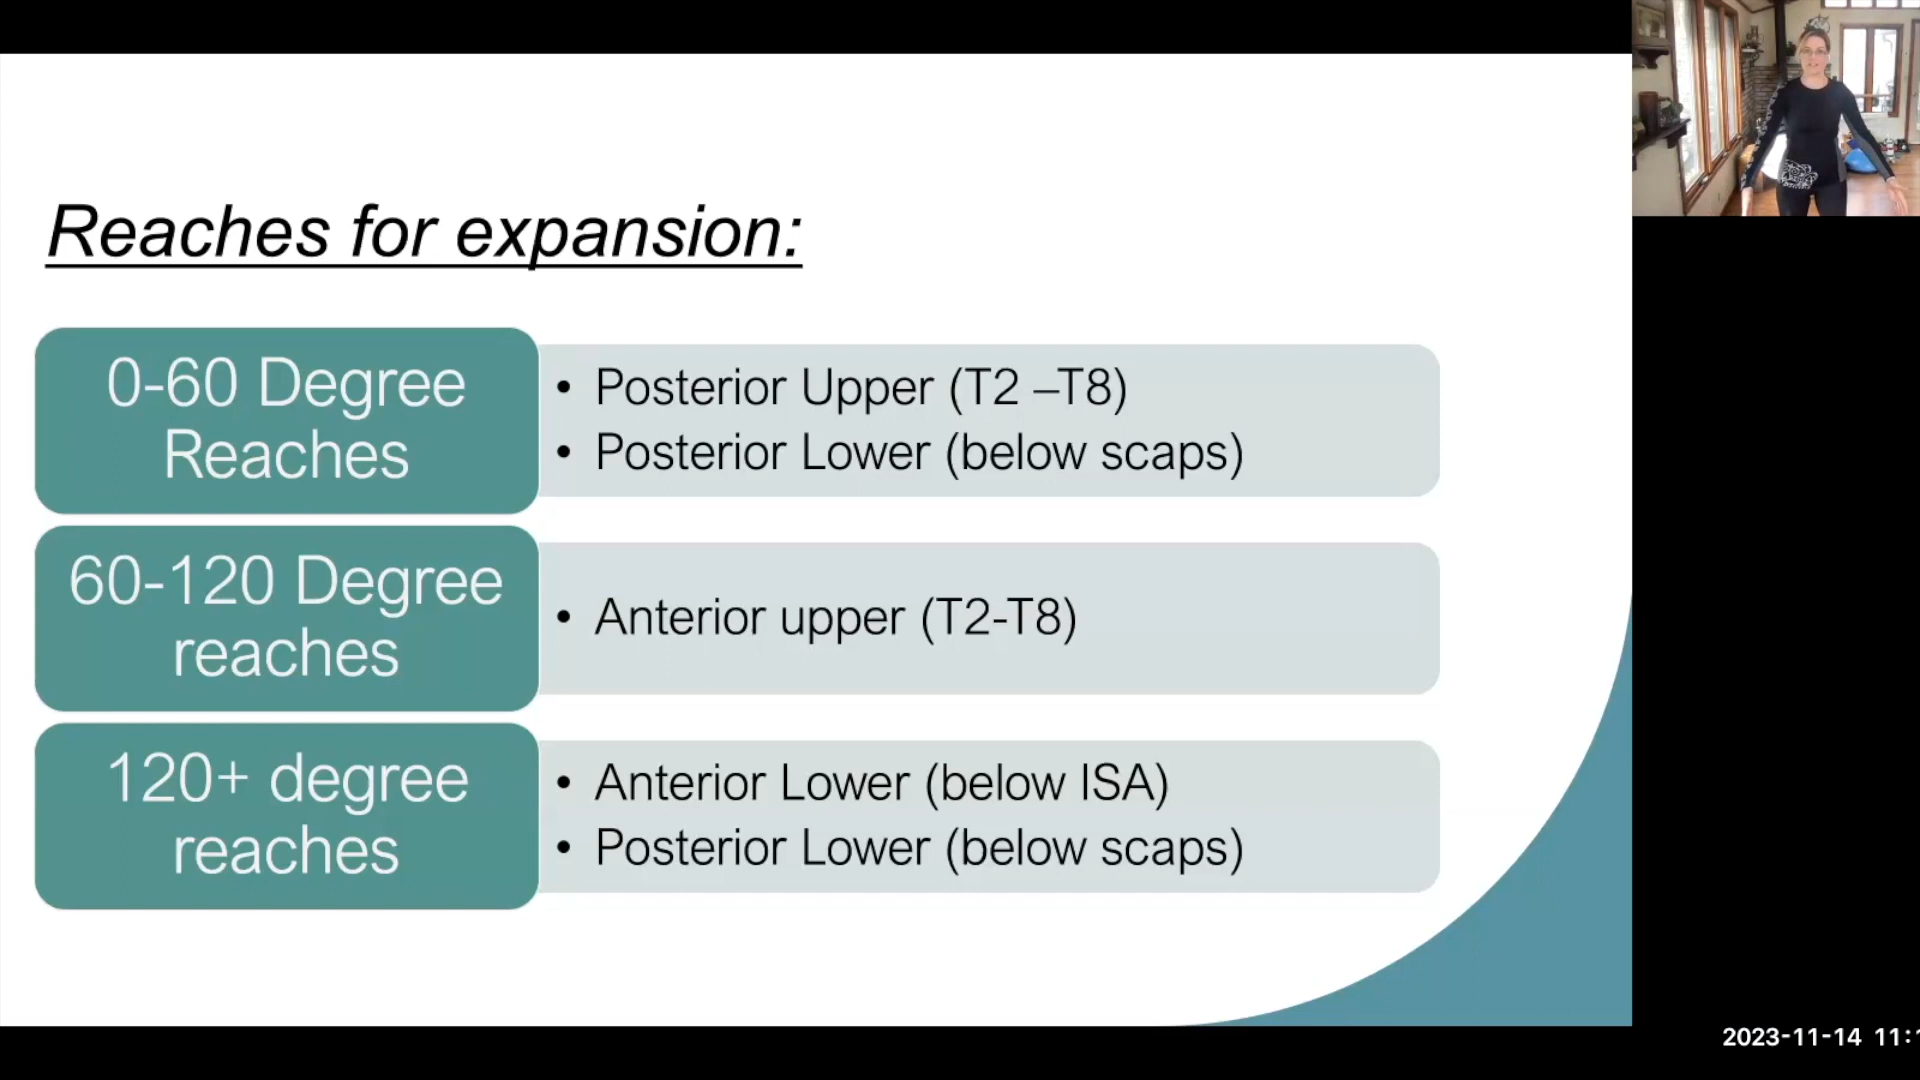 Reaches for expansion:
0-60 Degree
Reaches
• Posterior Upper (T2 –T8)
• Posterior Lower (below scaps)
60-120 Degree
reaches
• Anterior upper (T2-T8)
120+ degree
reaches
• Anterior Lower (below ISA)
• Posterior Lower (below scaps)
2023-11-14 11: